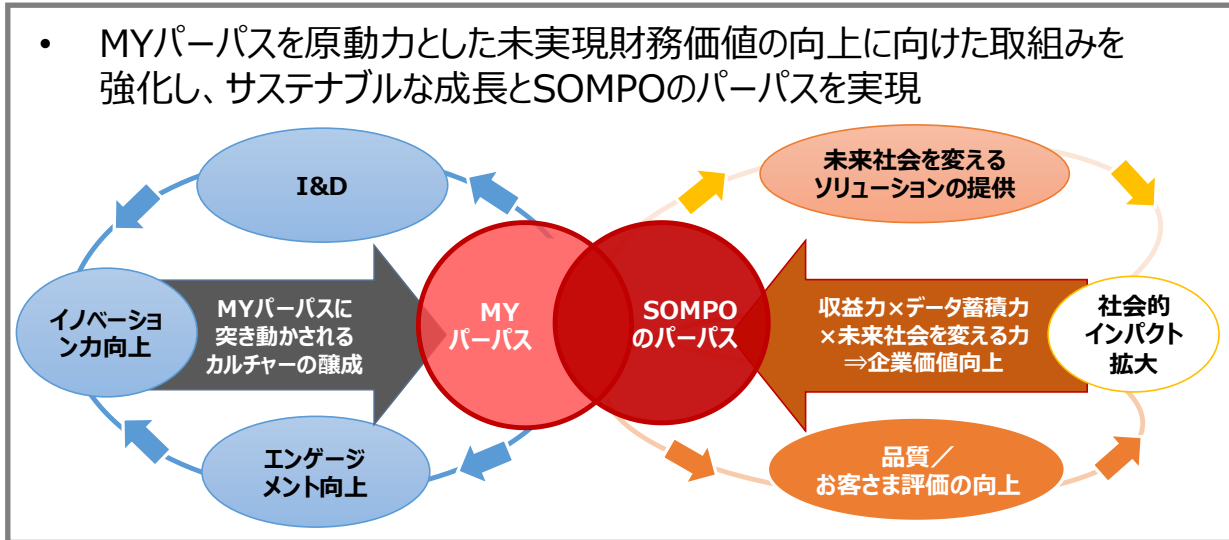 • MYパーパスを原動力とした未実現財務価値の向上に向けた取組みを
強化し、サステナブルな成長とSOMPOのパーパスを実現
I&D
イノベーショ
ン力向上
エンゲージ
メント向上
MYパーパスに
突き動かされる
カルチャーの醸成
MY
パーパス
SOMPO
のパーパス
未来社会を変える
ソリューションの提供
収益力×データ蓄積力
×未来社会を変える力
⇒企業価値向上
社会的
インパクト
拡大
品質／
お客さま評価の向上